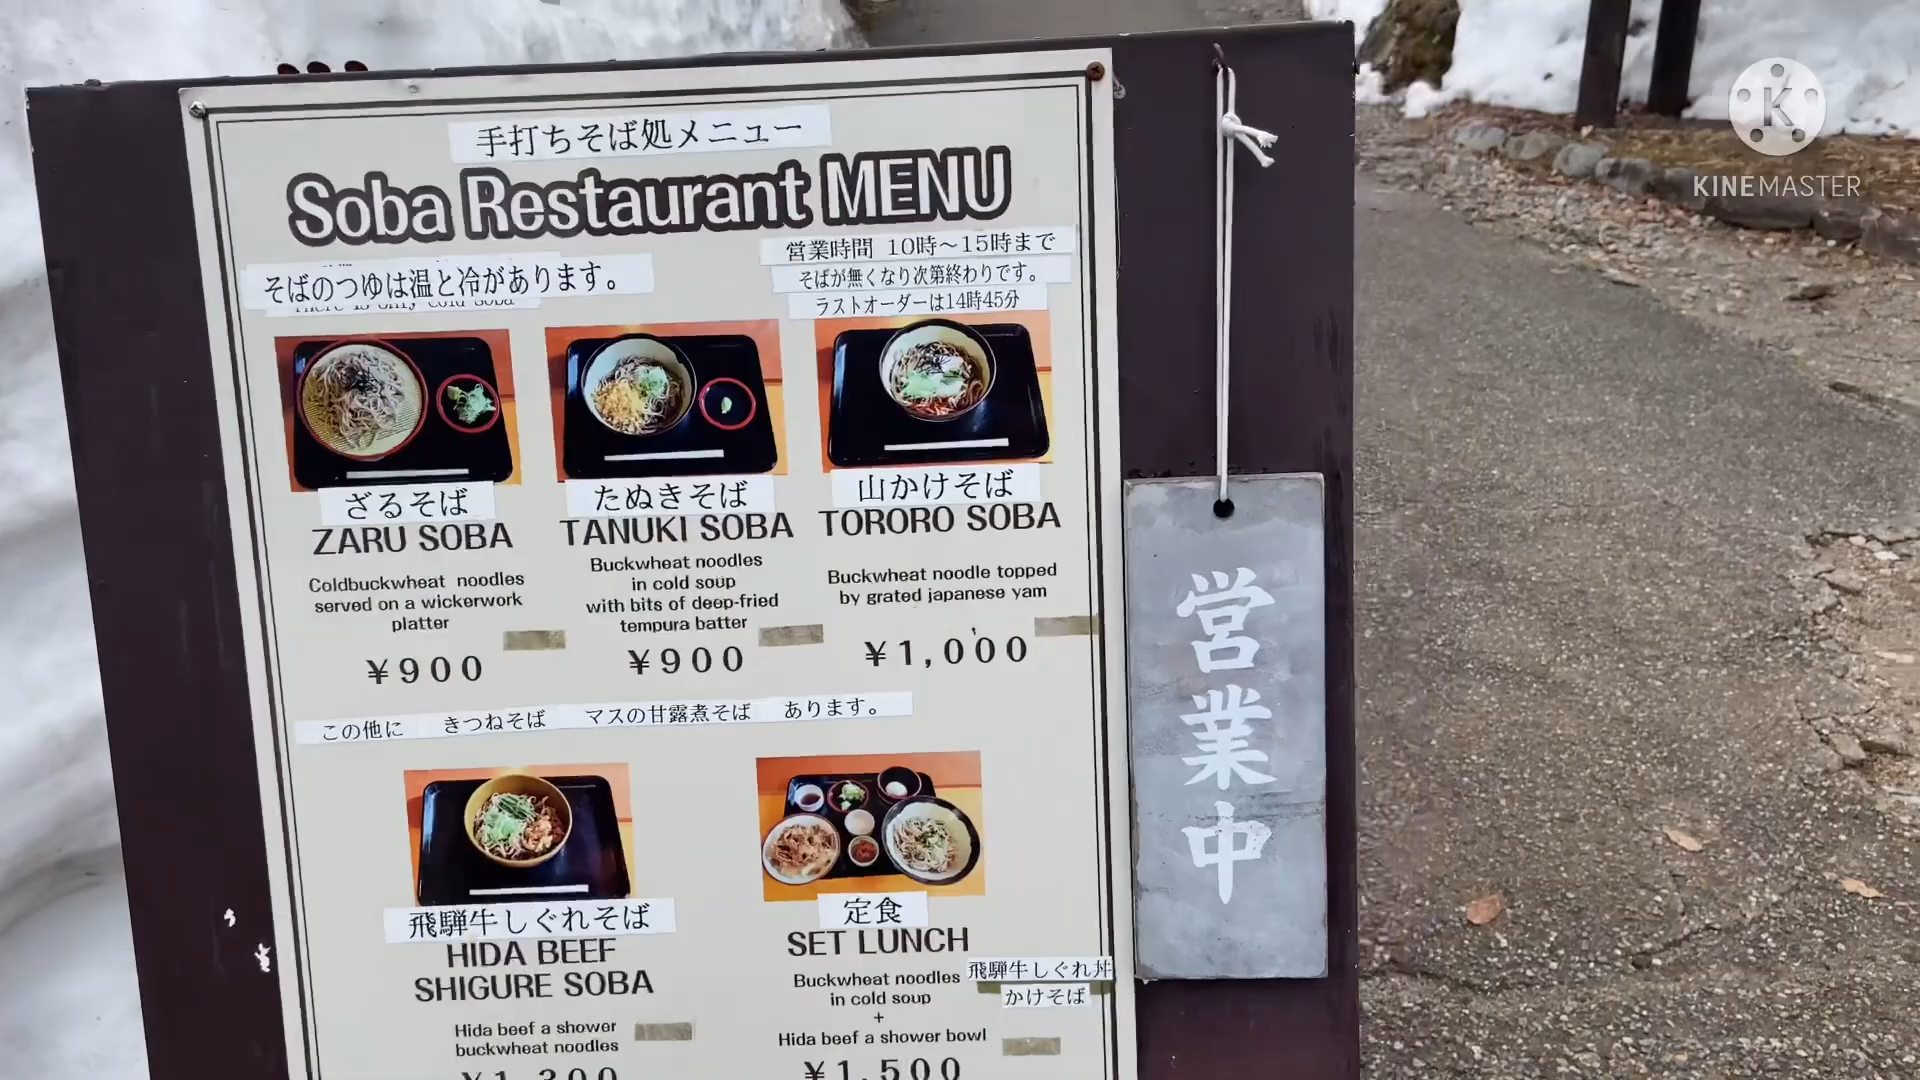 手打ちそば処メニュー
Soba Restaurant MENU
営業時間 10時～15時まで
そばのつゆは温と冷があります。
そばが無くなり次第終わりです。
ラストオーダーは14時45分
ざるそば
ZARU SOBA
Coldbuckwheat noodles
served on a wickerwork
platter
¥900
たぬきそば
TANUKI SOBA
Buckwheat noodles
in cold soup
with bits of deep-fried
tempura batter
¥900
山かけそば
TORORO SOBA
Buckwheat noodle topped
by grated japanese yam
¥1,000
この他に きつねそば マスの甘露煮そば あります。
飛騨牛しぐれそば
HIDA BEEF
SHIGURE SOBA
Hida beef a shower
buckwheat noodles
¥1,300
定食
SET LUNCH
Buckwheat noodles
in cold soup
+
Hida beef a shower bowl
¥1,500
飛騨牛しぐれ丼
かけそば
営業中
K
KINEMASTER